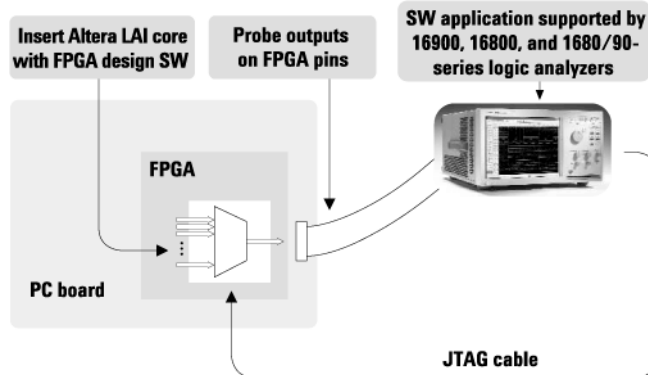 Insert Altera LAI core
with FPGA design SW
Probe outputs
on FPGA pins
SW application supported by
16900, 16800, and 1680/90-
series logic analyzers
FPGA
PC board
JTAG cable